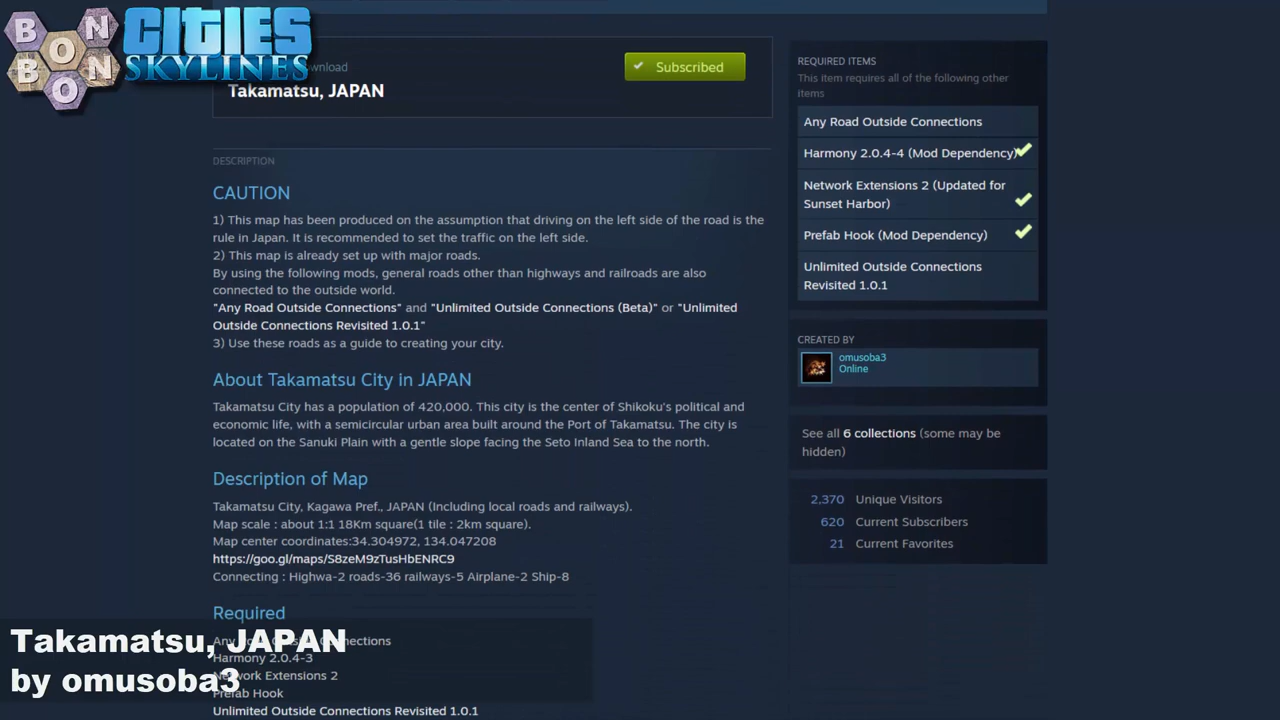 BON
BON
CITIES
SKYLINES
Subscribed
Takamatsu, JAPAN
DESCRIPTION
CAUTION
1) This map has been produced on the assumption that driving on the left side of the road is the
rule in Japan. It is recommended to set the traffic on the left side.
2) This map is already set up with major roads.
By using the following mods, general roads other than highways and railroads are also
connected to the outside world.
"Any Road Outside Connections" and "Unlimited Outside Connections (Beta)" or "Unlimited
Outside Connections Revisited 1.0.1"
3) Use these roads as a guide to creating your city.
About Takamatsu City in JAPAN
Takamatsu City has a population of 420,000. This city is the center of Shikoku's political and
economic life, with a semicircular urban area built around the Port of Takamatsu. The city is
located on the Sanuki Plain with a gentle slope facing the Seto Inland Sea to the north.
Description of Map
Takamatsu City, Kagawa Pref., JAPAN (Including local roads and railways).
Map scale : about 1:1 18Km square(1 tile : 2km square).
Map center coordinates:34.304972, 134.047208
https://goo.gl/maps/S8zeM9zTusHbENRC9
Connecting : Highwa-2 roads-36 railways-5 Airplane-2 Ship-8
Required
Any Road Outside Connections
Harmony 2.0.4-3
Network Extensions 2
Prefab Hook
Unlimited Outside Connections Revisited 1.0.1
REQUIRED ITEMS
This item requires all of the following other
items
Any Road Outside Connections
Harmony 2.0.4-4 (Mod Dependency)
Network Extensions 2 (Updated for
Sunset Harbor)
Prefab Hook (Mod Dependency)
Unlimited Outside Connections
Revisited 1.0.1
CREATED BY
omusoba3
Online
See all 6 collections (some may be
hidden)
2,370 Unique Visitors
620 Current Subscribers
21 Current Favorites
Takamatsu, JAPAN
by omusoba3